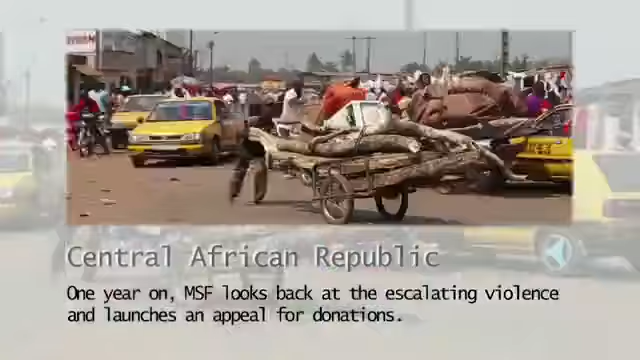 Central African Republic
One year on, MSF looks back at the escalating violence
and launches an appeal for donations.